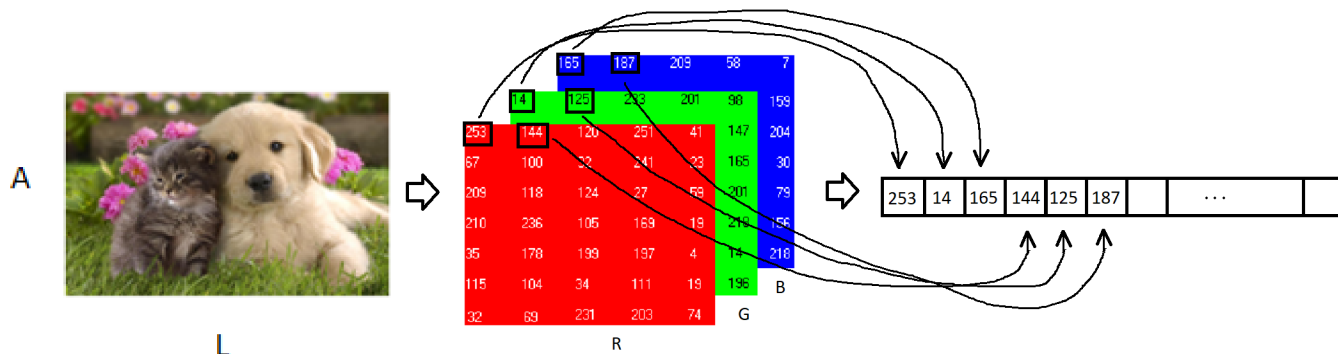 A
L
165 187 209 58 7
14 125 233 201 98 159
253 144 120 251 41 147 204
67 100 32 241 23 165 30
209 118 124 27 59 201 79
210 236 105 169 19 218 156
35 178 199 197 4 14 218
115 104 34 111 19 196
32 69 231 203 74
B
G
R
253 14 165 144 125 187 ...